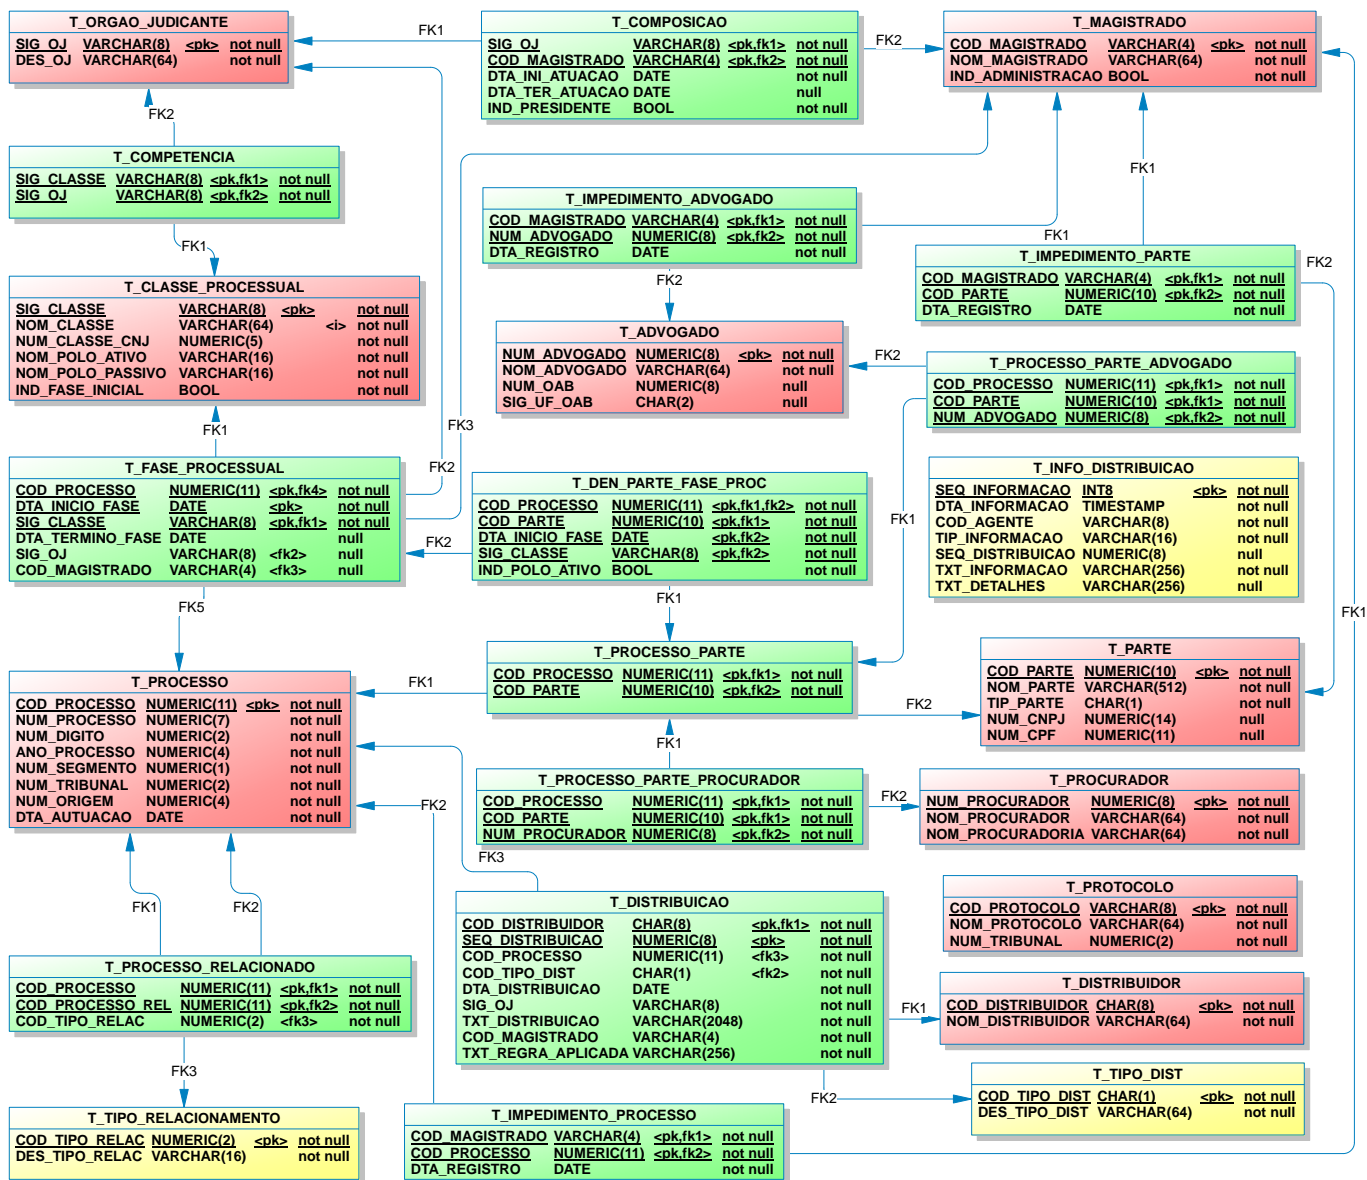 T_ORGAO_JUDICANTE
SIG_OJ VARCHAR(8) <pk> not null
DES_OJ VARCHAR(64) not null
FK1
T_COMPOSICAO
SIG_OJ VARCHAR(8) <pk,fk1> not null
COD_MAGISTRADO VARCHAR(4) <pk,fk2> not null
DTA_INI_ATUACAO DATE not null
DTA_TER_ATUACAO DATE null
IND_PRESIDENTE BOOL not null
FK2
T_MAGISTRADO
COD_MAGISTRADO VARCHAR(4) <pk> not null
NOM_MAGISTRADO VARCHAR(64) not null
IND_ADMINISTRACAO BOOL not null
FK2
T_COMPETENCIA
SIG_CLASSE VARCHAR(8) <pk,fk1> not null
SIG_OJ VARCHAR(8) <pk,fk2> not null
FK1
FK1
T_IMPEDIMENTO_ADVOGADO
COD_MAGISTRADO VARCHAR(4) <pk,fk1> not null
NUM_ADVOGADO NUMERIC(8) <pk,fk2> not null
DTA_REGISTRO DATE not null
FK1
FK2
FK2
T_IMPEDIMENTO_PARTE
COD_MAGISTRADO VARCHAR(4) <pk,fk1> not null
COD_PARTE NUMERIC(10) <pk,fk2> not null
DTA_REGISTRO DATE not null
T_CLASSE_PROCESSUAL
SIG_CLASSE VARCHAR(8) <pk> not null
NOM_CLASSE VARCHAR(64) <i> not null
NUM_CLASSE_CNJ NUMERIC(5) not null
NOM_POLO_ATIVO VARCHAR(16) not null
NOM_POLO_PASSIVO VARCHAR(16) not null
IND_FASE_INICIAL BOOL not null
T_ADVOGADO
NUM_ADVOGADO NUMERIC(8) <pk> not null
NOM_ADVOGADO VARCHAR(64) not null
NUM_OAB NUMERIC(8) null
SIG_UF_OAB CHAR(2) null
FK2
T_PROCESSO_PARTE_ADVOGADO
COD_PROCESSO NUMERIC(11) <pk,fk1> not null
COD_PARTE NUMERIC(10) <pk,fk1> not null
NUM_ADVOGADO NUMERIC(8) <pk,fk2> not null
FK1
FK3
FK2
T_FASE_PROCESSUAL
COD_PROCESSO NUMERIC(11) <pk,fk4> not null
DTA_INICIO_FASE DATE <pk> not null
SIG_CLASSE VARCHAR(8) <pk,fk1> not null
DTA_TERMINO_FASE DATE null
SIG_OJ VARCHAR(8) <fk2> null
COD_MAGISTRADO VARCHAR(4) <fk3> null
FK2
T_DEN_PARTE_FASE_PROC
COD_PROCESSO NUMERIC(11) <pk,fk1,fk2> not null
COD_PARTE NUMERIC(10) <pk,fk1> not null
DTA_INICIO_FASE DATE <pk,fk2> not null
SIG_CLASSE VARCHAR(8) <pk,fk2> not null
IND_POLO_ATIVO BOOL not null
FK1
T_INFO_DISTRIBUICAO
SEQ_INFORMACAO INT8 <pk> not null
DTA_INFORMACAO TIMESTAMP not null
COD_AGENTE VARCHAR(8) not null
TIP_INFORMACAO VARCHAR(16) not null
SEQ_DISTRIBUICAO NUMERIC(8) null
TXT_INFORMACAO VARCHAR(256) not null
TXT_DETALHES VARCHAR(256) null
FK5
FK1
FK1
T_PROCESSO_PARTE
COD_PROCESSO NUMERIC(11) <pk,fk1> not null
COD_PARTE NUMERIC(10) <pk,fk2> not null
FK1
FK2
T_PARTE
COD_PARTE NUMERIC(10) <pk> not null
NOM_PARTE VARCHAR(512) not null
TIP_PARTE CHAR(1) not null
NUM_CNPJ NUMERIC(14) null
NUM_CPF NUMERIC(11) null
T_PROCESSO
COD_PROCESSO NUMERIC(11) <pk> not null
NUM_PROCESSO NUMERIC(7) not null
NUM_DIGITO NUMERIC(2) not null
ANO_PROCESSO NUMERIC(4) not null
NUM_SEGMENTO NUMERIC(1) not null
NUM_TRIBUNAL NUMERIC(2) not null
NUM_ORIGEM NUMERIC(4) not null
DTA_AUTUACAO DATE not null
FK1
FK2
T_PROCESSO_PARTE_PROCURADOR
COD_PROCESSO NUMERIC(11) <pk,fk1> not null
COD_PARTE NUMERIC(10) <pk,fk1> not null
NUM_PROCURADOR NUMERIC(8) <pk,fk2> not null
FK2
T_PROCURADOR
NUM_PROCURADOR NUMERIC(8) <pk> not null
NOM_PROCURADOR VARCHAR(64) not null
NOM_PROCURADORIA VARCHAR(64) not null
FK3
FK1
FK2
T_DISTRIBUICAO
COD_DISTRIBUIDOR CHAR(8) <pk,fk1> not null
SEQ_DISTRIBUICAO NUMERIC(8) <pk> not null
COD_PROCESSO NUMERIC(11) <fk3> not null
COD_TIPO_DIST CHAR(1) <fk2> not null
DTA_DISTRIBUICAO DATE not null
SIG_OJ VARCHAR(8) not null
TXT_DISTRIBUICAO VARCHAR(2048) not null
COD_MAGISTRADO VARCHAR(4) not null
TXT_REGRA_APLICADA VARCHAR(256) not null
T_PROTOCOLO
COD_PROTOCOLO VARCHAR(8) <pk> not null
NOM_PROTOCOLO VARCHAR(64) not null
NUM_TRIBUNAL NUMERIC(2) not null
FK1
T_DISTRIBUIDOR
COD_DISTRIBUIDOR CHAR(8) <pk> not null
NOM_DISTRIBUIDOR VARCHAR(64) not null
T_PROCESSO_RELACIONADO
COD_PROCESSO NUMERIC(11) <pk,fk1> not null
COD_PROCESSO_REL NUMERIC(11) <pk,fk2> not null
COD_TIPO_RELAC NUMERIC(2) <fk3> not null
FK3
FK2
T_TIPO_DIST
COD_TIPO_DIST CHAR(1) <pk> not null
DES_TIPO_DIST VARCHAR(64) not null
T_TIPO_RELACIONAMENTO
COD_TIPO_RELAC NUMERIC(2) <pk> not null
DES_TIPO_RELAC VARCHAR(16) not null
T_IMPEDIMENTO_PROCESSO
COD_MAGISTRADO VARCHAR(4) <pk,fk1> not null
COD_PROCESSO NUMERIC(11) <pk,fk2> not null
DTA_REGISTRO DATE not null